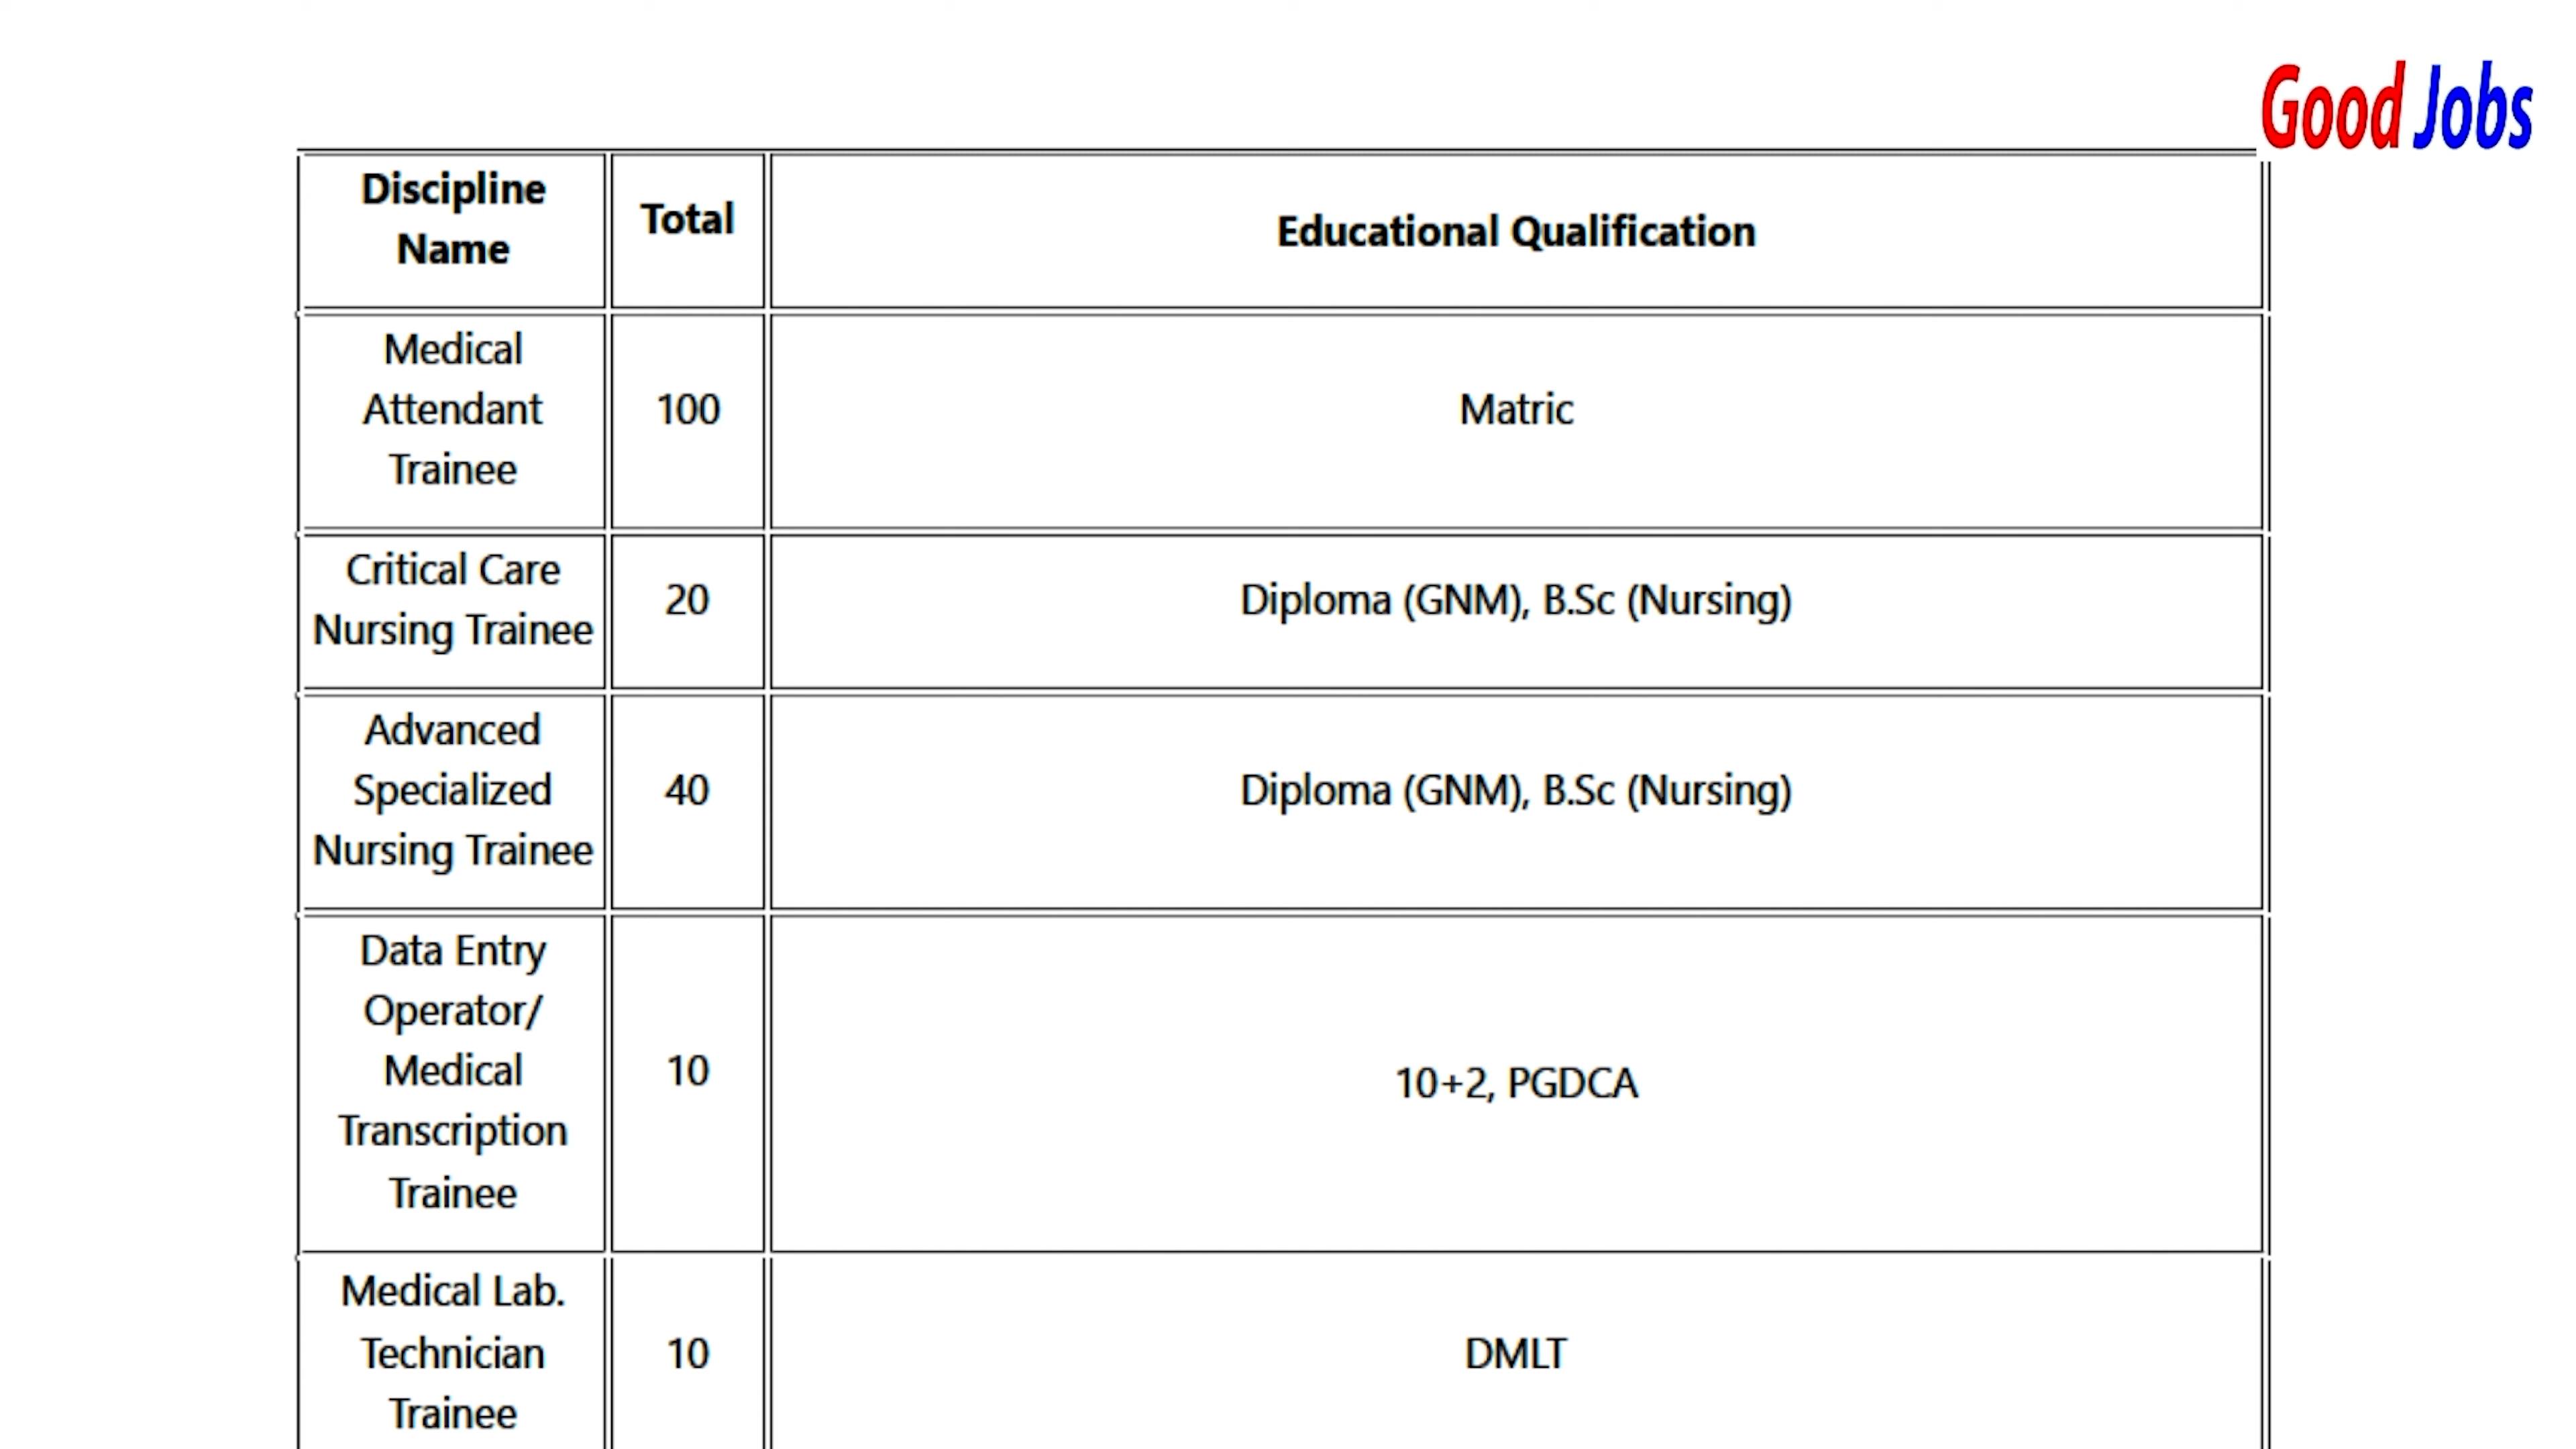 Good Jobs
Discipline
Name
Total
Educational Qualification
Medical
Attendant
Trainee
100
Matric
Critical Care
Nursing Trainee
20
Diploma (GNM), B.Sc (Nursing)
Advanced
Specialized
Nursing Trainee
40
Diploma (GNM), B.Sc (Nursing)
Data Entry
Operator/
Medical
Transcription
Trainee
10
10+2, PGDCA
Medical Lab.
Technician
Trainee
10
DMLT